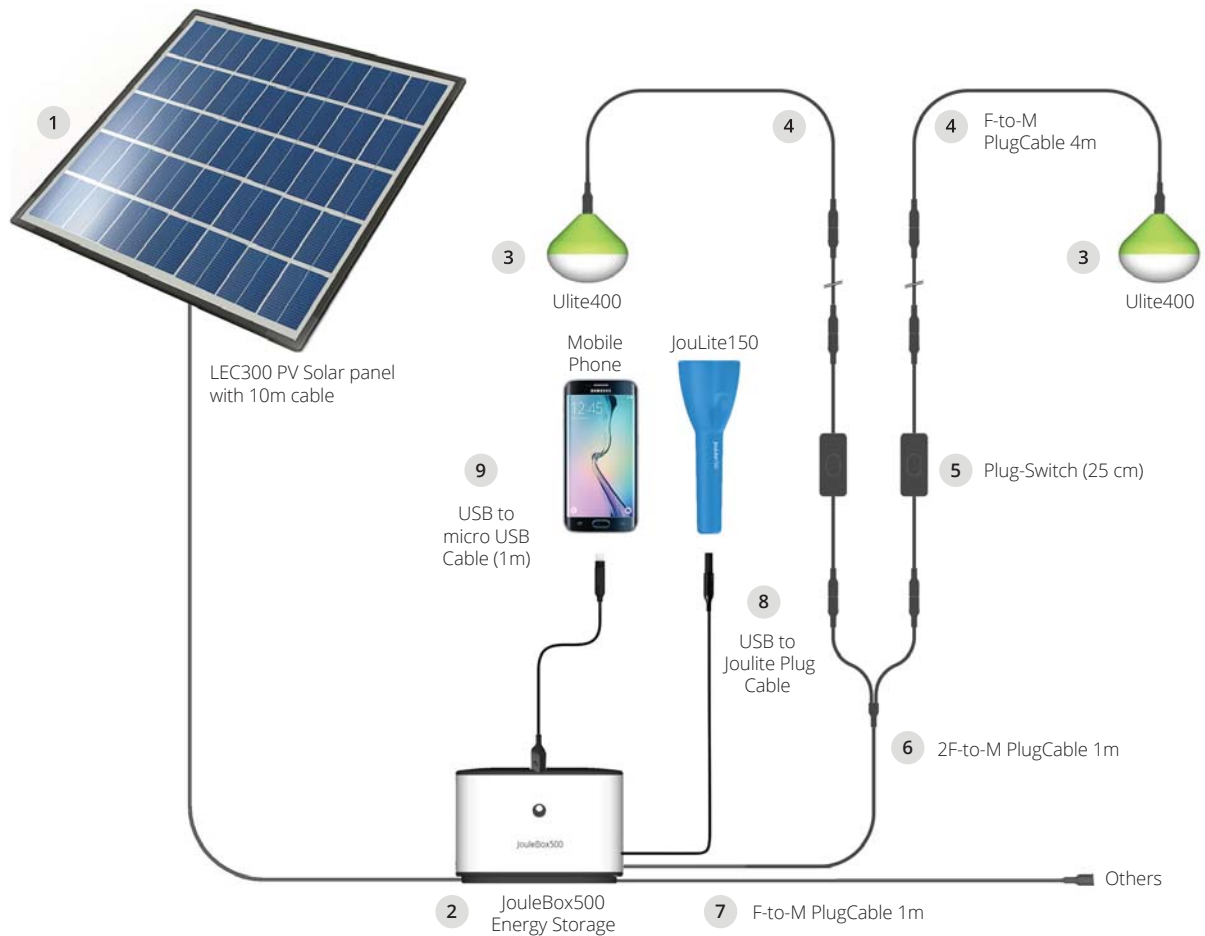 1
LEC300 PV Solar panel
with 10m cable
4
4
F-to-M
PlugCable 4m
3
Ulite400
3
Ulite400
Mobile
Phone
SAMSUNG
12:45
JouLite150
JouLite150
9
USB to
micro USB
Cable (1m)
5
Plug-Switch (25 cm)
8
USB to
Joulite Plug
Cable
6
2F-to-M PlugCable 1m
JouleBox500
2
JouleBox500
Energy Storage
7
F-to-M PlugCable 1m
Others